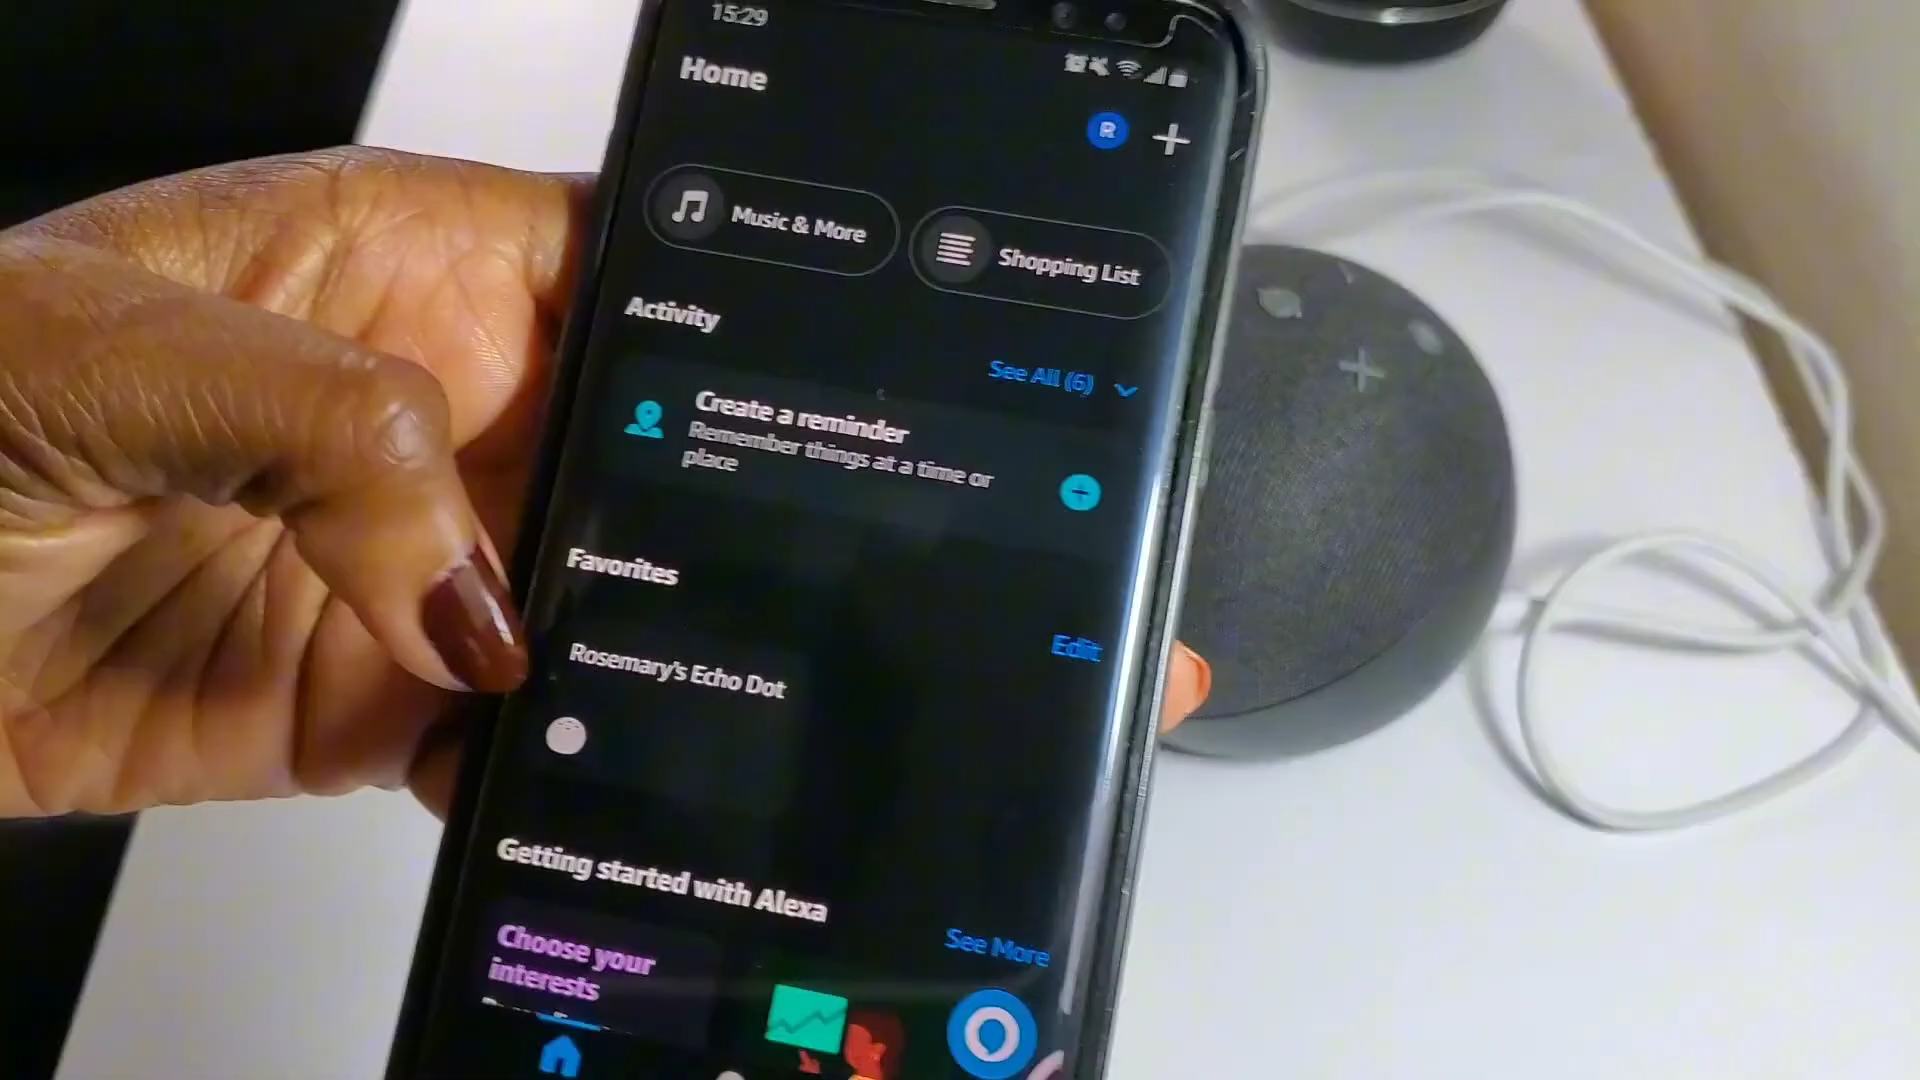 15:29
Home
R
Music & More
Shopping List
Activity
See All (6)
Create a reminder
Remember things at a time or
place
Favorites
Edit
Rosemary's Echo Dot
Getting started with Alexa
See More
Choose your
interests